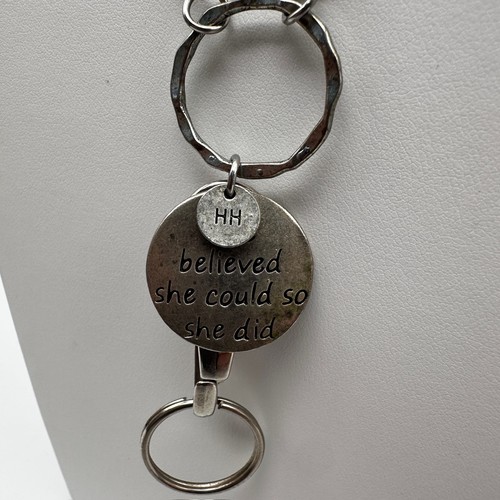 HH
believed
she could so
she did